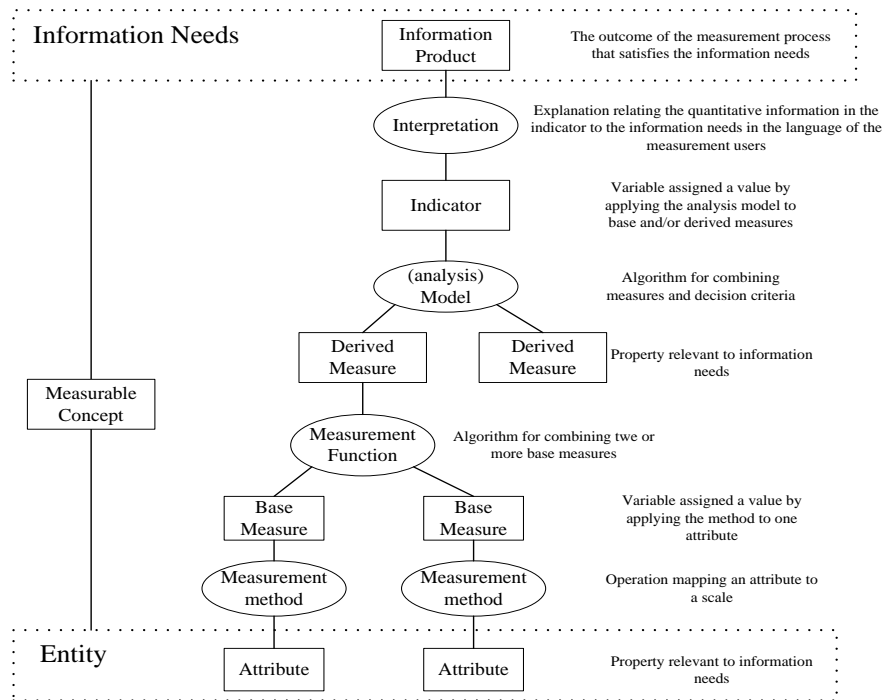 Information Needs
Information
Product
The outcome of the measurement process
that satisfies the information needs
Interpretation
Explanation relating the quantitative information in the
indicator to the information needs in the language of the
measurement users
Indicator
Variable assigned a value by
applying the analysis model to
base and/or derived measures
(analysis)
Model
Algorithm for combining
measures and decision criteria
Derived
Measure
Derived
Measure
Property relevant to information
needs
Measurable
Concept
Measurement
Function
Algorithm for combining twe or
more base measures
Base
Measure
Base
Measure
Variable assigned a value by
applying the method to one
attribute
Measurement
method
Measurement
method
Operation mapping an attribute to
a scale
Entity
Attribute
Attribute
Property relevant to information
needs